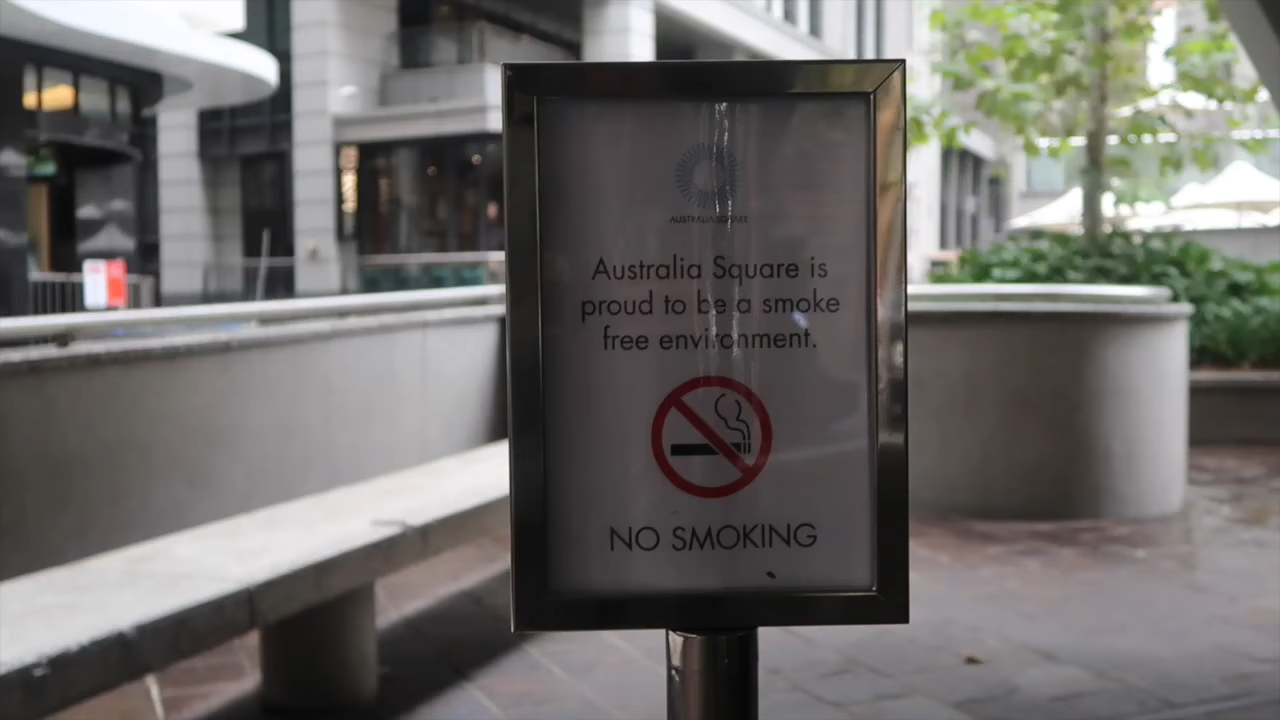 AUSTRALIA SQUARE
Australia Square is
proud to be a smoke
free environment.
NO SMOKING